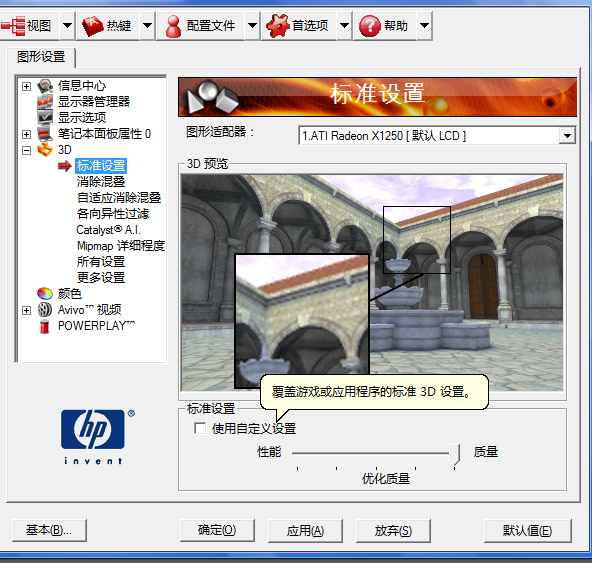 视图 热键 配置文件 首选项 帮助
图形设置
信息中心
显示器管理器
显示选项
笔记本面板属性 0
3D
标准设置
消除混叠
自适应消除混叠
各向异性过滤
Catalyst® A.I.
Mipmap 详细程度
所有设置
更多设置
颜色
Avivo™ 视频
POWERPLAY™
hp®
invent
标准设置
图形适配器：
1.ATI Radeon X1250 [ 默认 LCD ]
3D 预览
覆盖游戏或应用程序的标准 3D 设置。
标准设置
使用自定义设置
性能 质量
优化质量
基本(B)... 确定(O) 应用(A) 放弃(S) 默认值(E)